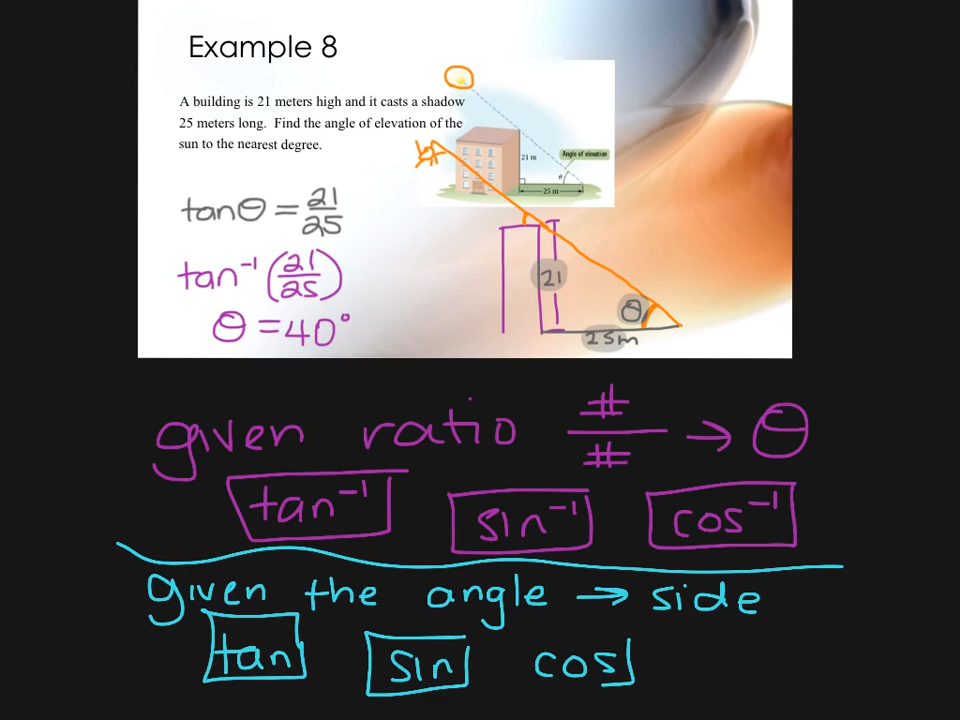 Example 8
A building is 21 meters high and it casts a shadow
25 meters long. Find the angle of elevation of the
sun to the nearest degree.
21 m
Angle of elevation
θ
25 m
tanθ = 21/25
tan⁻¹(21/25)
θ = 40°
21
θ
25m
given ratio #/# → θ
tan⁻¹ sin⁻¹ cos⁻¹
given the angle → side
tan sin cos